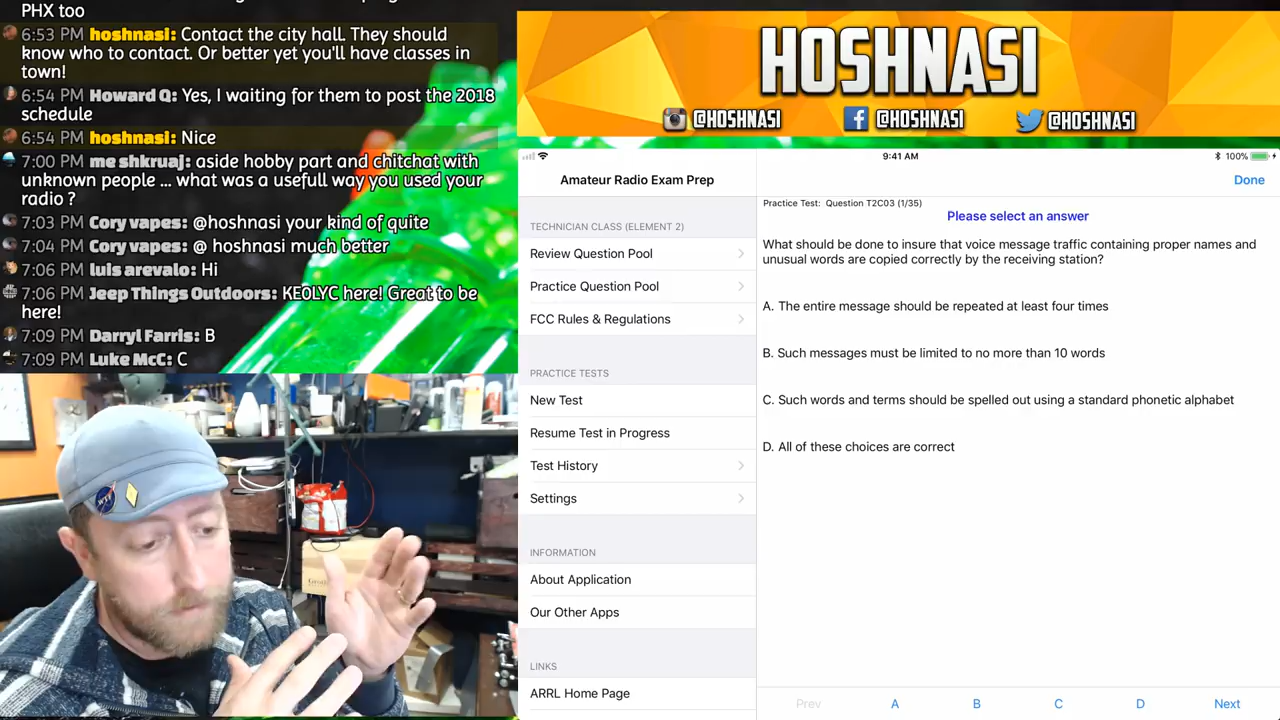 PHX too
6:53 PM hoshnasi: Contact the city hall. They should
know who to contact. Or better yet you'll have classes in
town!
6:54 PM Howard Q: Yes, I waiting for them to post the 2018
schedule
6:54 PM hoshnasi: Nice
7:00 PM me shkruaj: aside hobby part and chitchat with
unknown people ... what was a usefull way you used your
radio ?
7:03 PM Cory vapes: @hoshnasi your kind of quite
7:04 PM Cory vapes: @ hoshnasi much better
7:06 PM luis arevalo: Hi
7:06 PM Jeep Things Outdoors: KE0LYC here! Great to be
here!
7:09 PM Darryl Farris: B
7:09 PM Luke McC: C
HOSHNASI
@HOSHNASI @HOSHNASI @HOSHNASI
9:41 AM 100%
Amateur Radio Exam Prep
Done
TECHNICIAN CLASS (ELEMENT 2)
Review Question Pool
Practice Question Pool
FCC Rules & Regulations
PRACTICE TESTS
New Test
Resume Test in Progress
Test History
Settings
INFORMATION
About Application
Our Other Apps
LINKS
ARRL Home Page
Practice Test: Question T2C03 (1/35)
Please select an answer
What should be done to insure that voice message traffic containing proper names and
unusual words are copied correctly by the receiving station?
A. The entire message should be repeated at least four times
B. Such messages must be limited to no more than 10 words
C. Such words and terms should be spelled out using a standard phonetic alphabet
D. All of these choices are correct
Prev A B C D Next